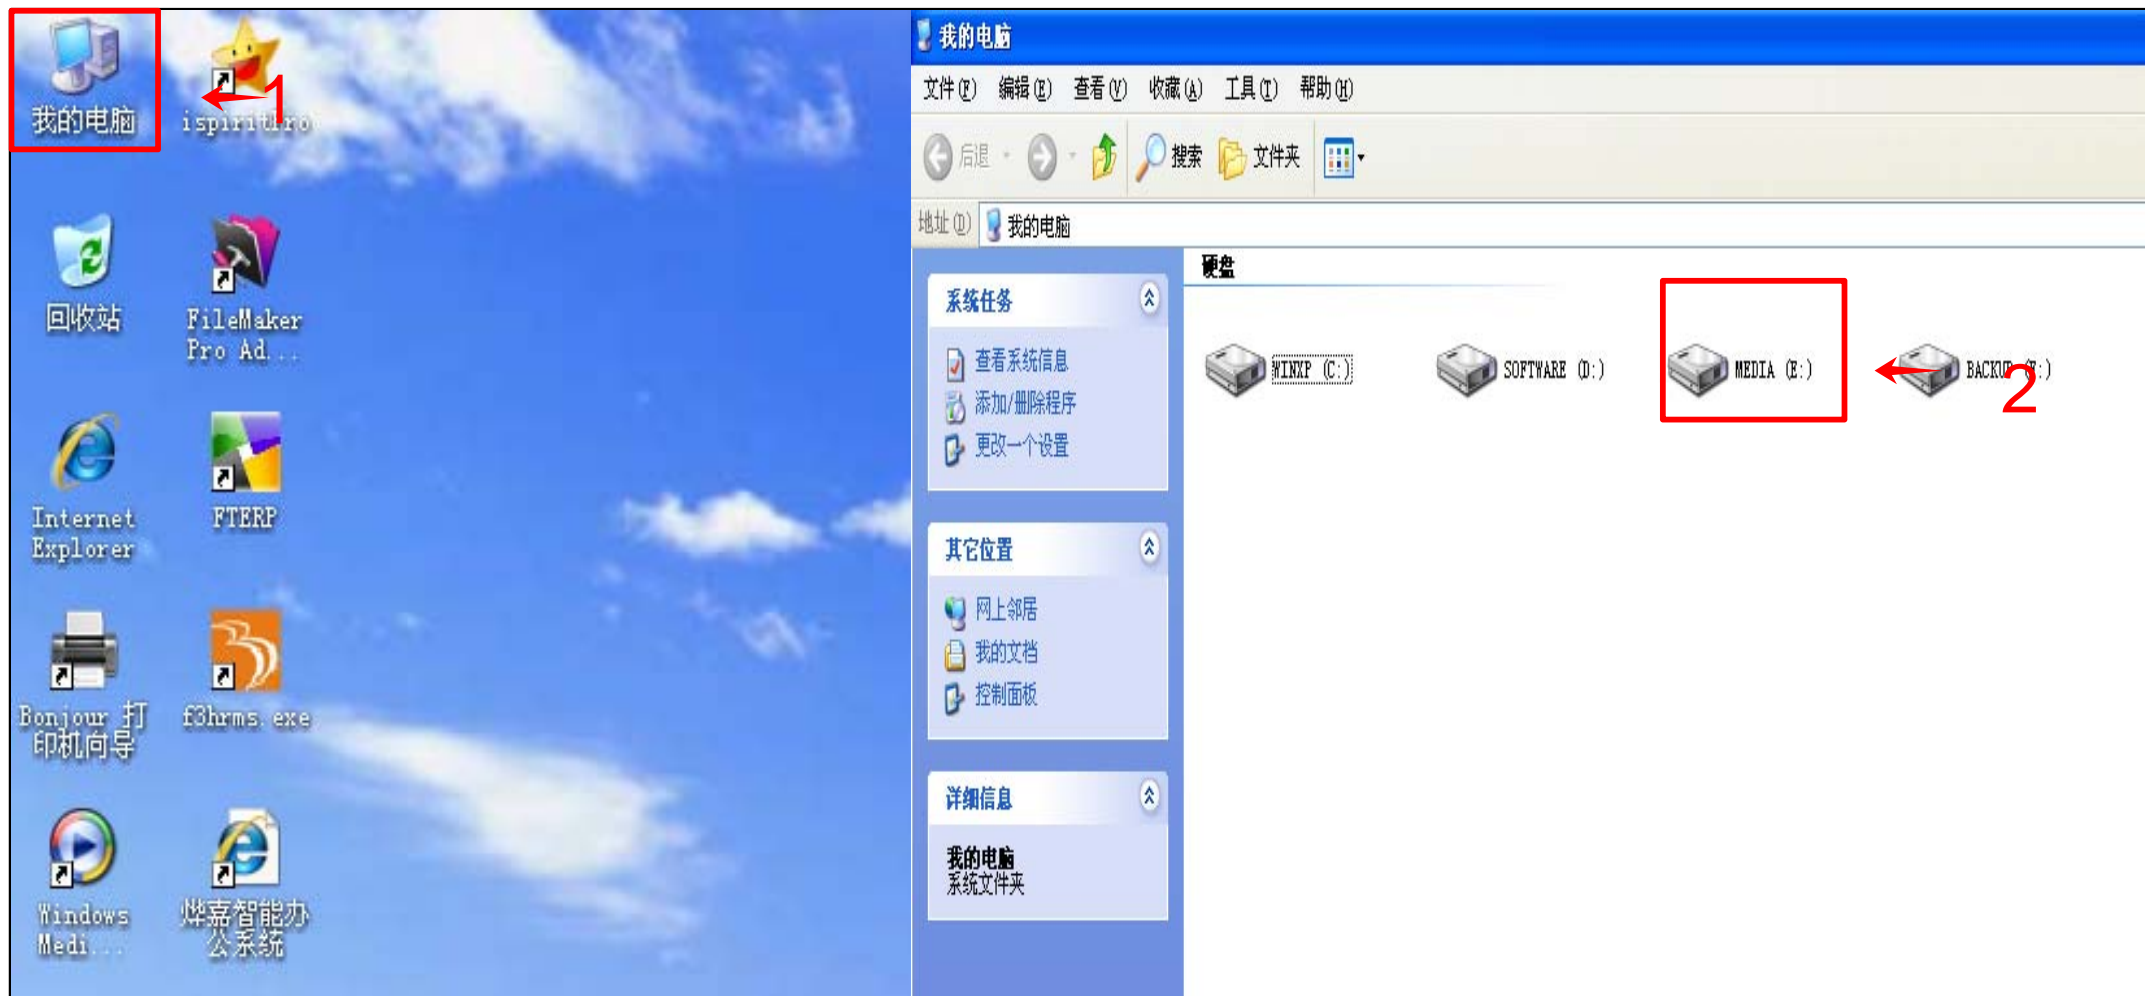 我的电脑
1
ispiritPro
回收站
FileMaker
Pro Ad...
Internet
Explorer
FTERP
Bonjour 打
印机向导
f3hrms.exe
Windows
Medi...
烨嘉智能办
公系统
我的电脑
文件(F) 编辑(E) 查看(V) 收藏(A) 工具(T) 帮助(H)
后退 搜索 文件夹
地址(D) 我的电脑
系统任务
查看系统信息
添加/删除程序
更改一个设置
其它位置
网上邻居
我的文档
控制面板
详细信息
我的电脑
系统文件夹
硬盘
WINXP (C:) SOFTWARE (D:) MEDIA (E:) BACKUP (F:)
2